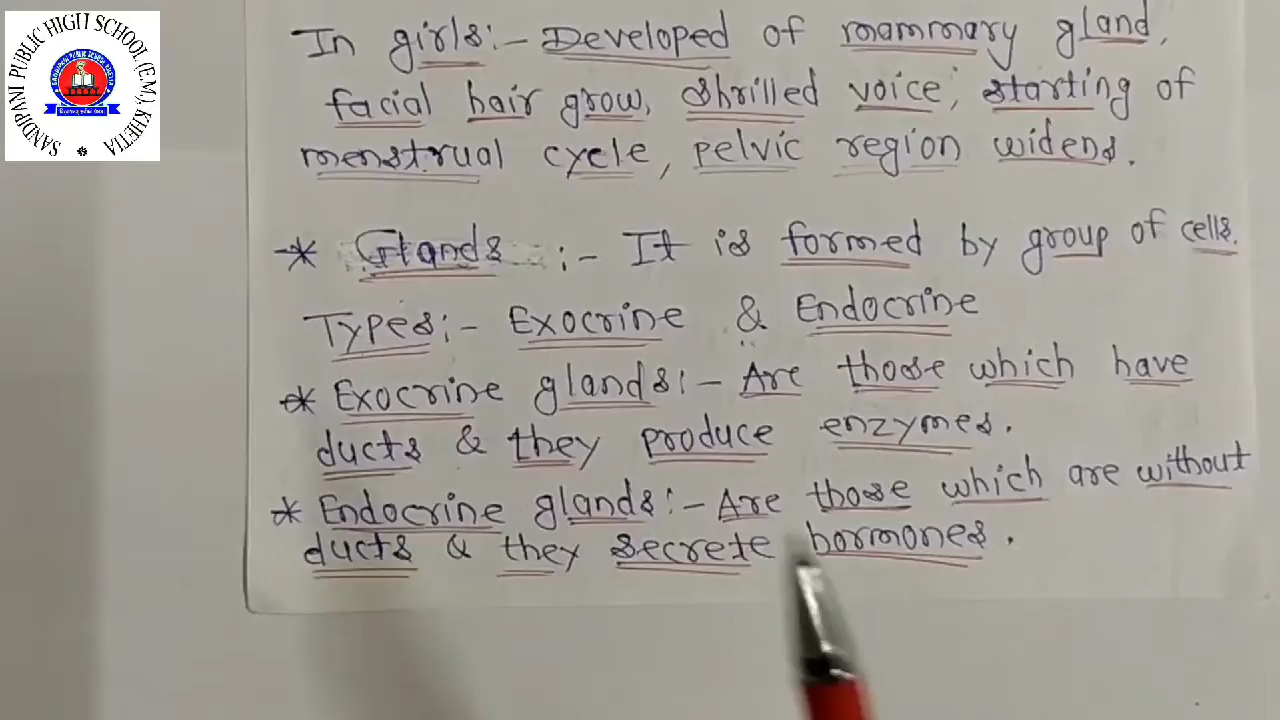 SANDIPANI PUBLIC HIGH SCHOOL (E.M), KHETIA
In girls:- Developed of mammary gland,
facial hair grow, Shrilled voice, starting of
menstrual cycle, pelvic region widens.
* Glands :- It is formed by group of cells.
Types:- Exocrine & Endocrine
* Exocrine glands:- Are those which have
ducts & they produce enzymes.
* Endocrine glands:- Are those which are without
ducts & they secrete hormones.